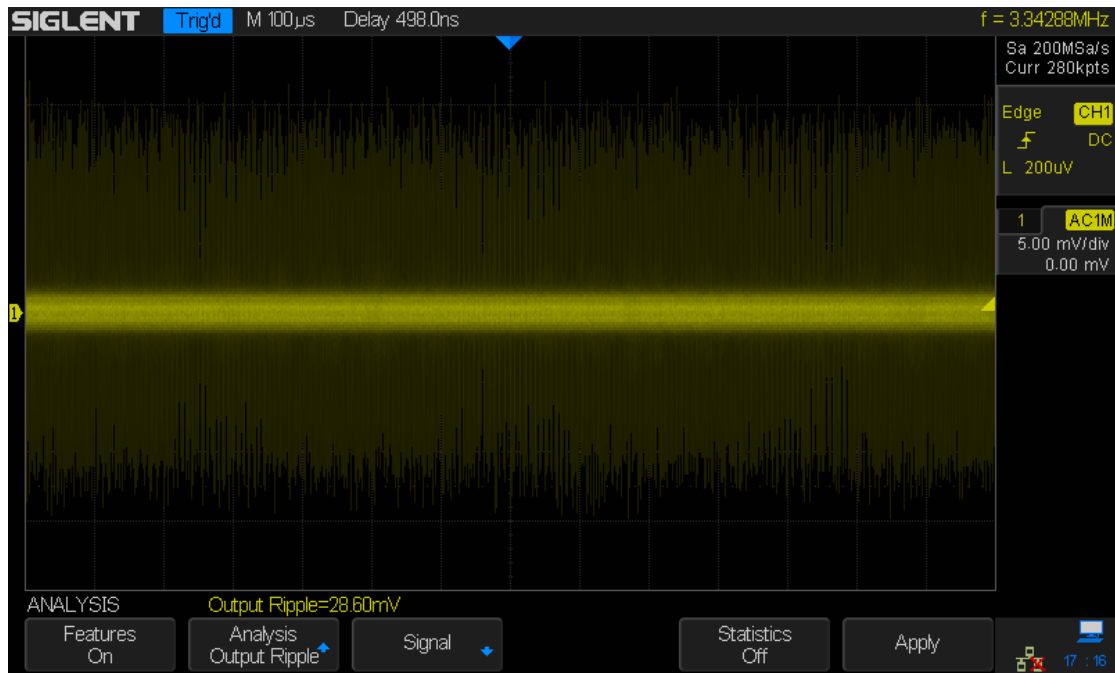 SIGLENT Trig'd M 100µs Delay 498.0ns f = 3.34288MHz
Sa 200MSa/s
Curr 280kpts
Edge CH1
DC
L 200uV
1 AC1M
5.00 mV/div
0.00 mV
1
ANALYSIS Output Ripple=28.60mV
Features On
Analysis Output Ripple
Signal
Statistics Off
Apply
17 : 16